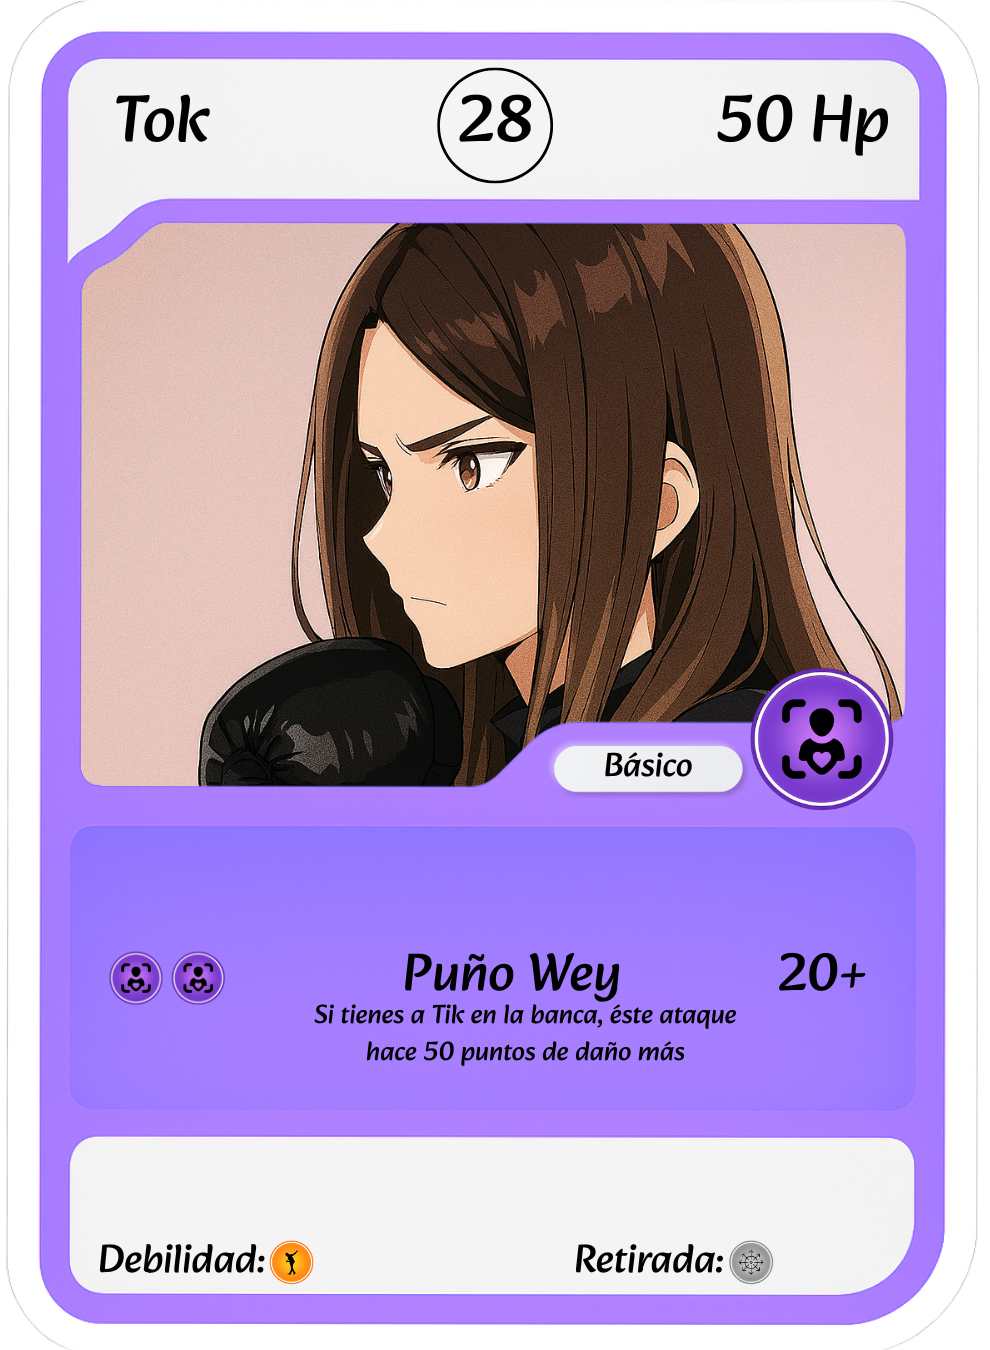 Tok
28
50 Hp
Básico
Puño Wey
20+
Si tienes a Tik en la banca, éste ataque
hace 50 puntos de daño más
Debilidad:
Retirada: